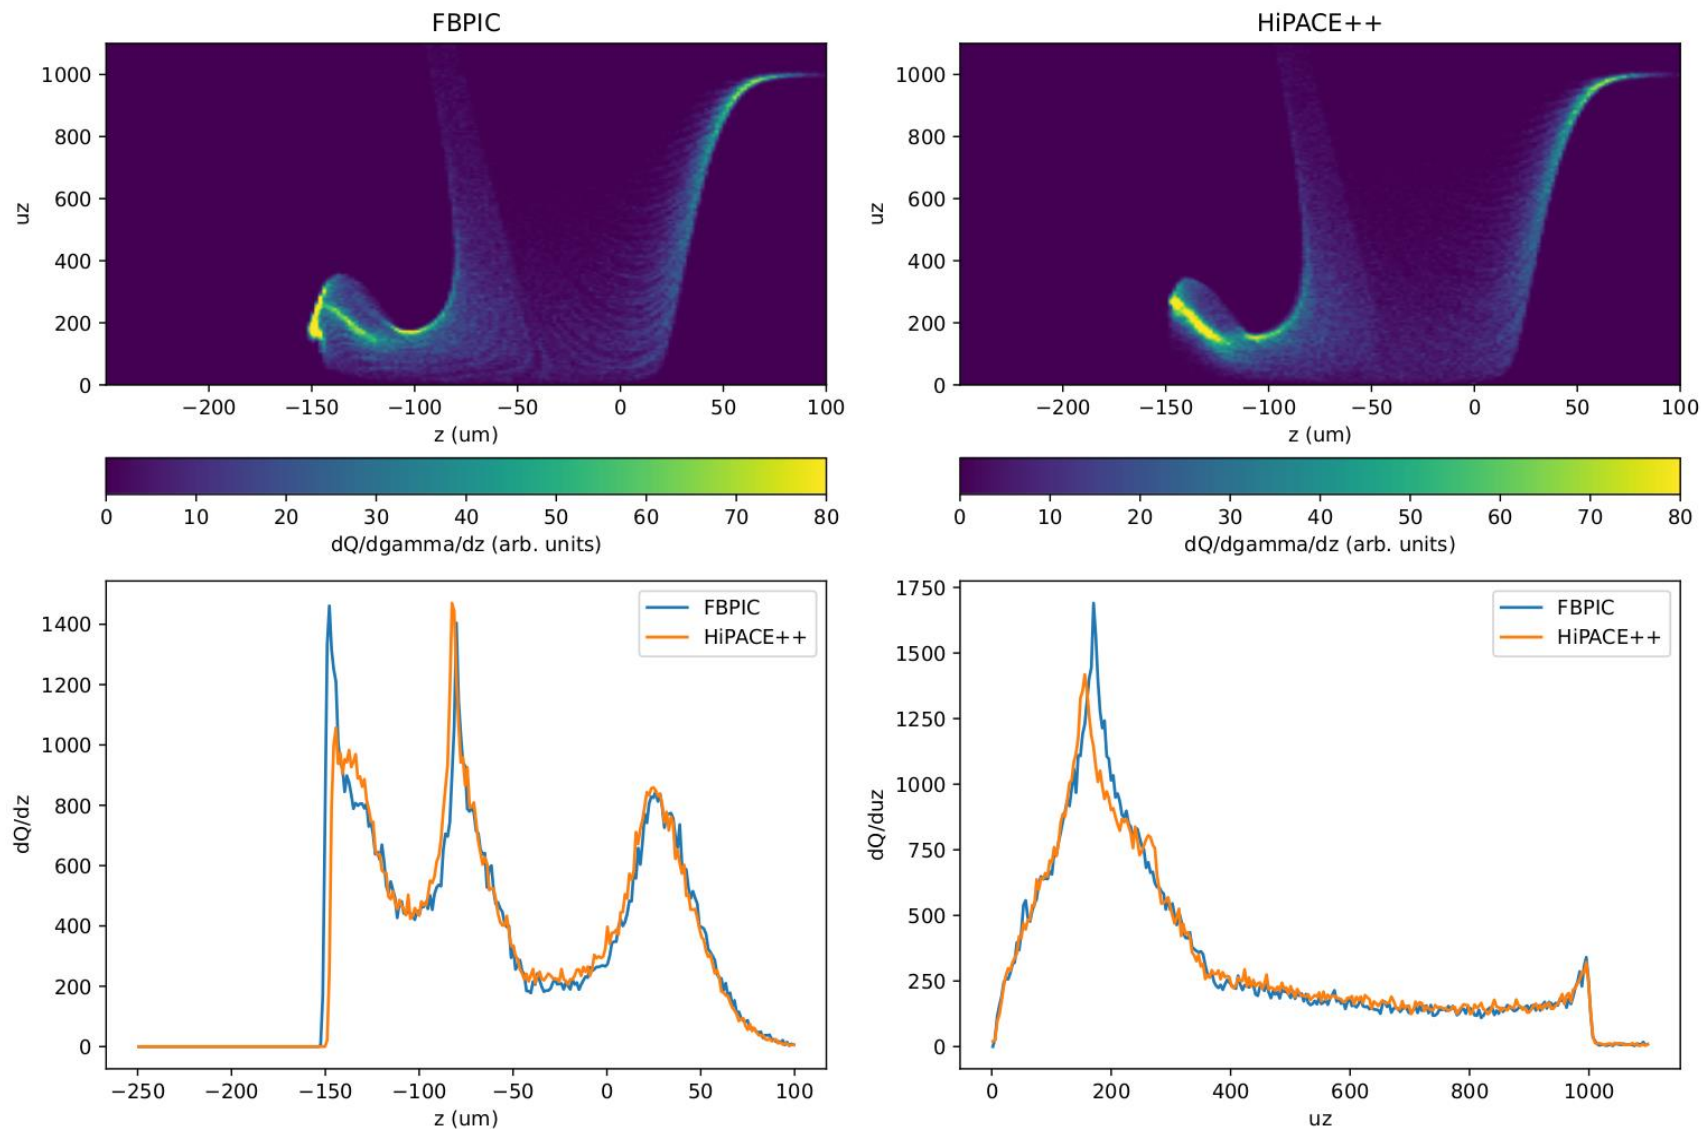 FBPIC
HiPACE++
1000
800
600
400
200
0
uz
−200 −150 −100 −50 0 50 100
z (um)
1000
800
600
400
200
0
uz
−200 −150 −100 −50 0 50 100
z (um)
0 10 20 30 40 50 60 70 80
dQ/dgamma/dz (arb. units)
0 10 20 30 40 50 60 70 80
dQ/dgamma/dz (arb. units)
1400
1200
1000
800
600
400
200
0
dQ/dz
FBPIC
HiPACE++
−250 −200 −150 −100 −50 0 50 100
z (um)
1750
1500
1250
1000
750
500
250
0
dQ/duz
FBPIC
HiPACE++
0 200 400 600 800 1000
uz